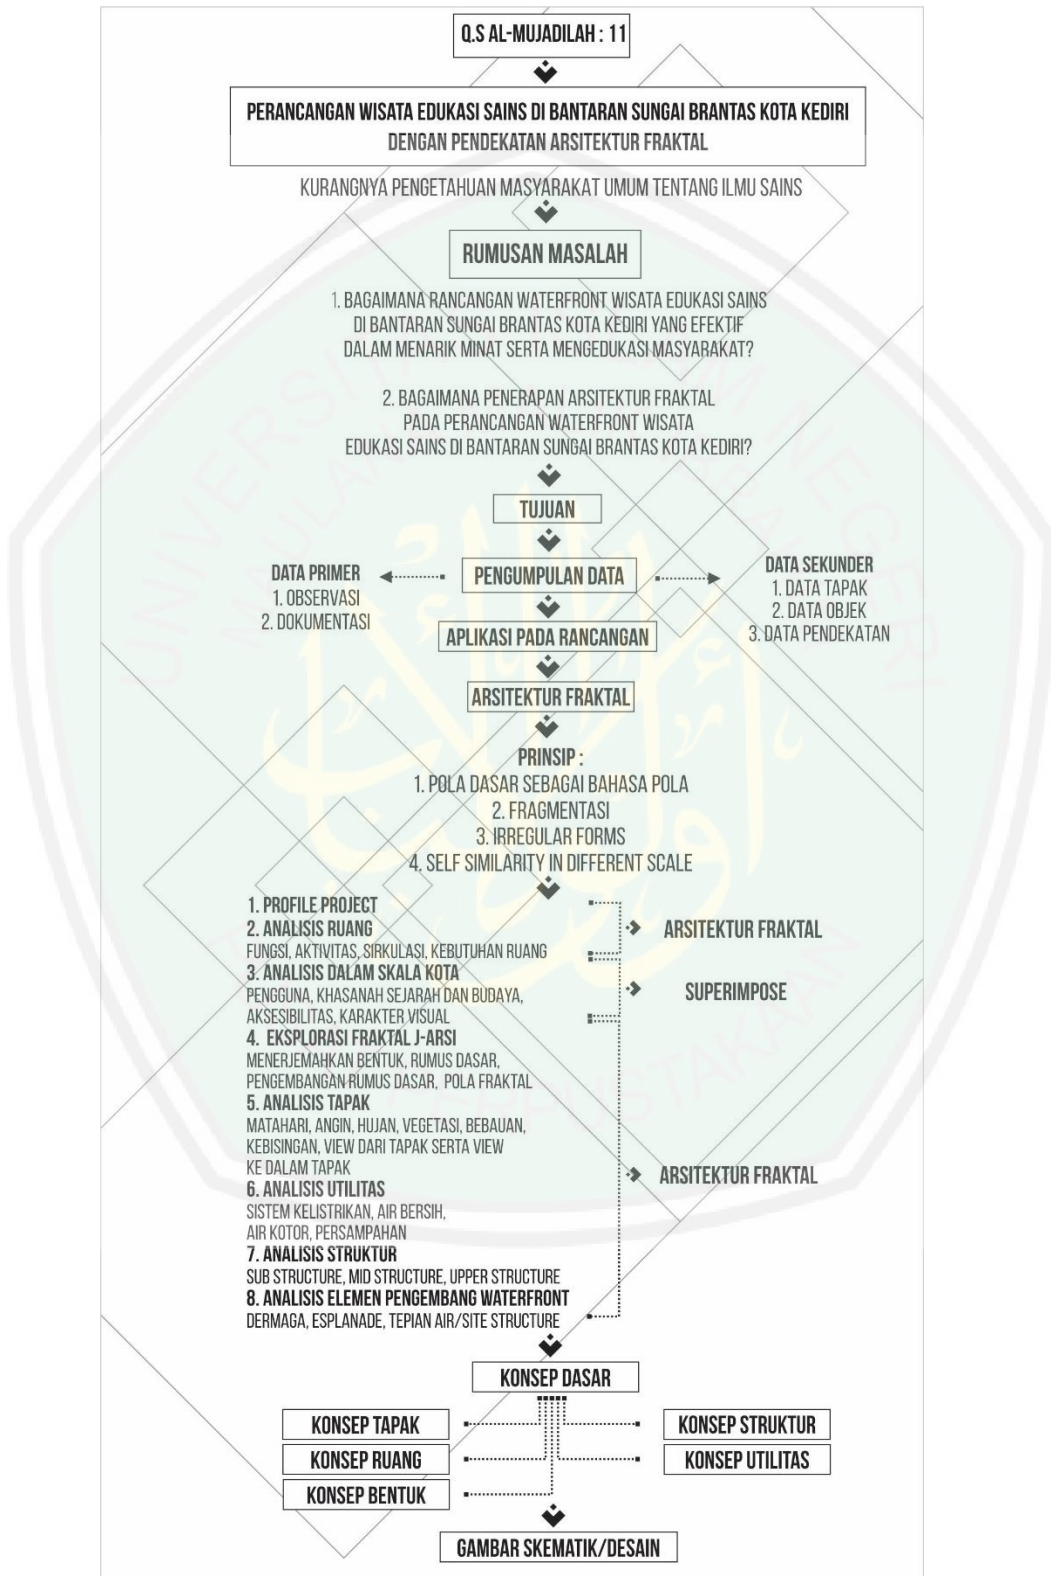 Q.S AL-MUJADILAH : 11
PERANCANGAN WISATA EDUKASI SAINS DI BANTARAN SUNGAI BRANTAS KOTA KEDIRI
DENGAN PENDEKATAN ARSITEKTUR FRAKTAL
KURANGNYA PENGETAHUAN MASYARAKAT UMUM TENTANG ILMU SAINS
RUMUSAN MASALAH
1. BAGAIMANA RANCANGAN WATERFRONT WISATA EDUKASI SAINS
DI BANTARAN SUNGAI BRANTAS KOTA KEDIRI YANG EFEKTIF
DALAM MENARIK MINAT SERTA MENGEDUKASI MASYARAKAT?
2. BAGAIMANA PENERAPAN ARSITEKTUR FRAKTAL
PADA PERANCANGAN WATERFRONT WISATA
EDUKASI SAINS DI BANTARAN SUNGAI BRANTAS KOTA KEDIRI?
TUJUAN
PENGUMPULAN DATA
DATA PRIMER
1. OBSERVASI
2. DOKUMENTASI
DATA SEKUNDER
1. DATA TAPAK
2. DATA OBJEK
3. DATA PENDEKATAN
APLIKASI PADA RANCANGAN
ARSITEKTUR FRAKTAL
PRINSIP :
1. POLA DASAR SEBAGAI BAHASA POLA
2. FRAGMENTASI
3. IRREGULAR FORMS
4. SELF SIMILARITY IN DIFFERENT SCALE
1. PROFILE PROJECT
2. ANALISIS RUANG
FUNGSI, AKTIVITAS, SIRKULASI, KEBUTUHAN RUANG
3. ANALISIS DALAM SKALA KOTA
PENGGUNA, KHASANAH SEJARAH DAN BUDAYA,
AKSESIBILITAS, KARAKTER VISUAL
4. EKSPLORASI FRAKTAL J-ARSI
MENERJEMAHKAN BENTUK, RUMUS DASAR,
PENGEMBANGAN RUMUS DASAR, POLA FRAKTAL
5. ANALISIS TAPAK
MATAHARI, ANGIN, HUJAN, VEGETASI, BEBAUAN,
KEBISINGAN, VIEW DARI TAPAK SERTA VIEW
KE DALAM TAPAK
6. ANALISIS UTILITAS
SISTEM KELISTRIKAN, AIR BERSIH,
AIR KOTOR, PERSAMPAHAN
7. ANALISIS STRUKTUR
SUB STRUCTURE, MID STRUCTURE, UPPER STRUCTURE
8. ANALISIS ELEMEN PENGEMBANG WATERFRONT
DERMAGA, ESPLANADE, TEPIAN AIR/SITE STRUCTURE
ARSITEKTUR FRAKTAL
SUPERIMPOSE
ARSITEKTUR FRAKTAL
KONSEP DASAR
KONSEP TAPAK
KONSEP RUANG
KONSEP BENTUK
KONSEP STRUKTUR
KONSEP UTILITAS
GAMBAR SKEMATIK/DESAIN